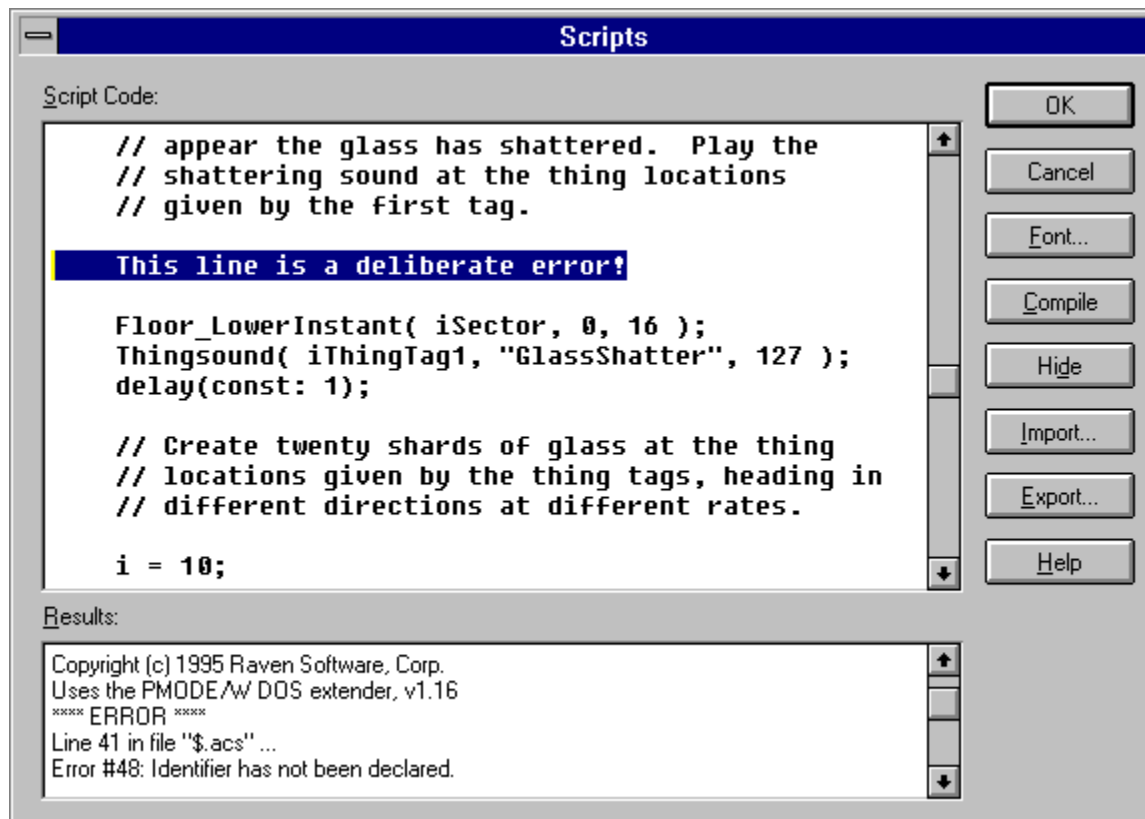 Scripts
Script Code:
// appear the glass has shattered.  Play the
// shattering sound at the thing locations
// given by the first tag.
This line is a deliberate error!
Floor_LowerInstant( iSector, 0, 16 );
Thingsound( iThingTag1, "GlassShatter", 127 );
delay(const: 1);
// Create twenty shards of glass at the thing
// locations given by the thing tags, heading in
// different directions at different rates.
i = 10;
OK
Cancel
Font...
Compile
Hide
Import...
Export...
Help
Results:
Copyright (c) 1995 Raven Software, Corp.
Uses the PMODE/W DOS extender, v1.16
**** ERROR ****
Line 41 in file "$.acs" ...
Error #48: Identifier has not been declared.